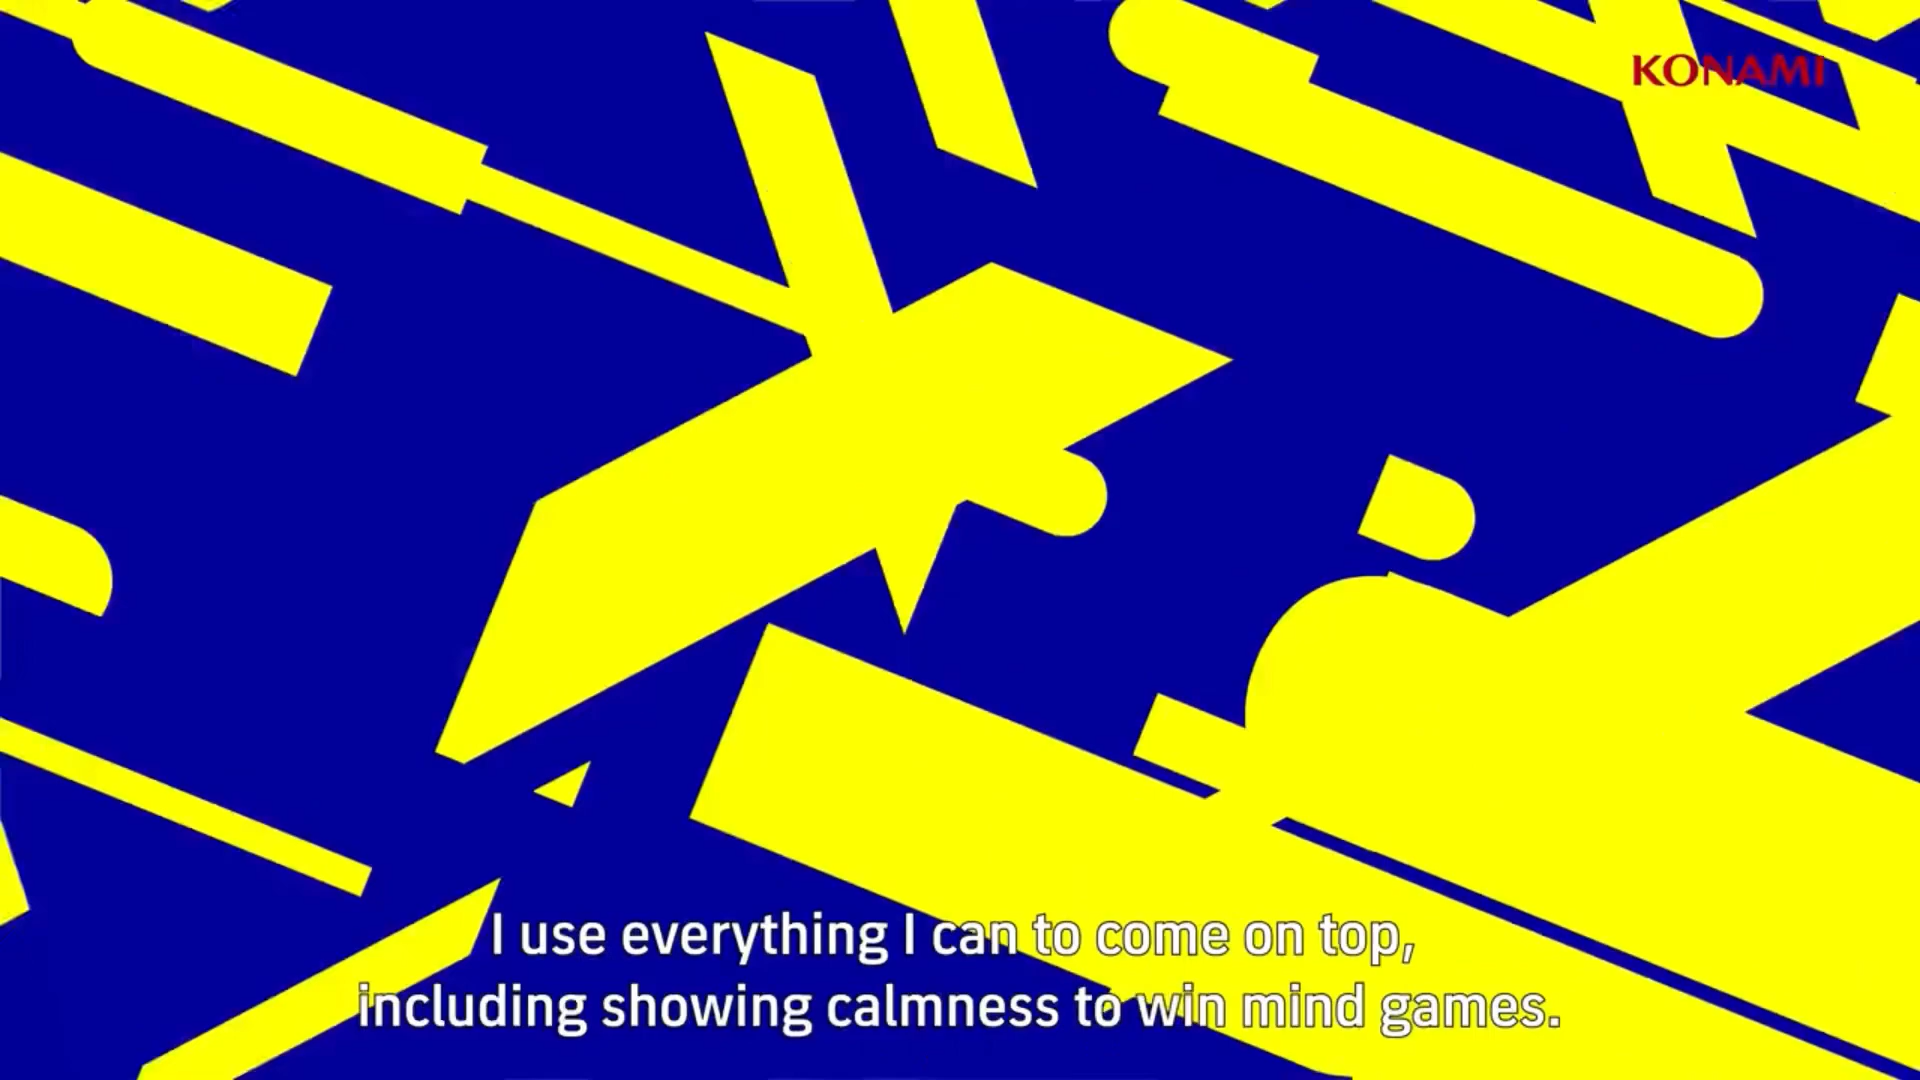 KONAMI
I use everything I can to come on top,
including showing calmness to win mind games.